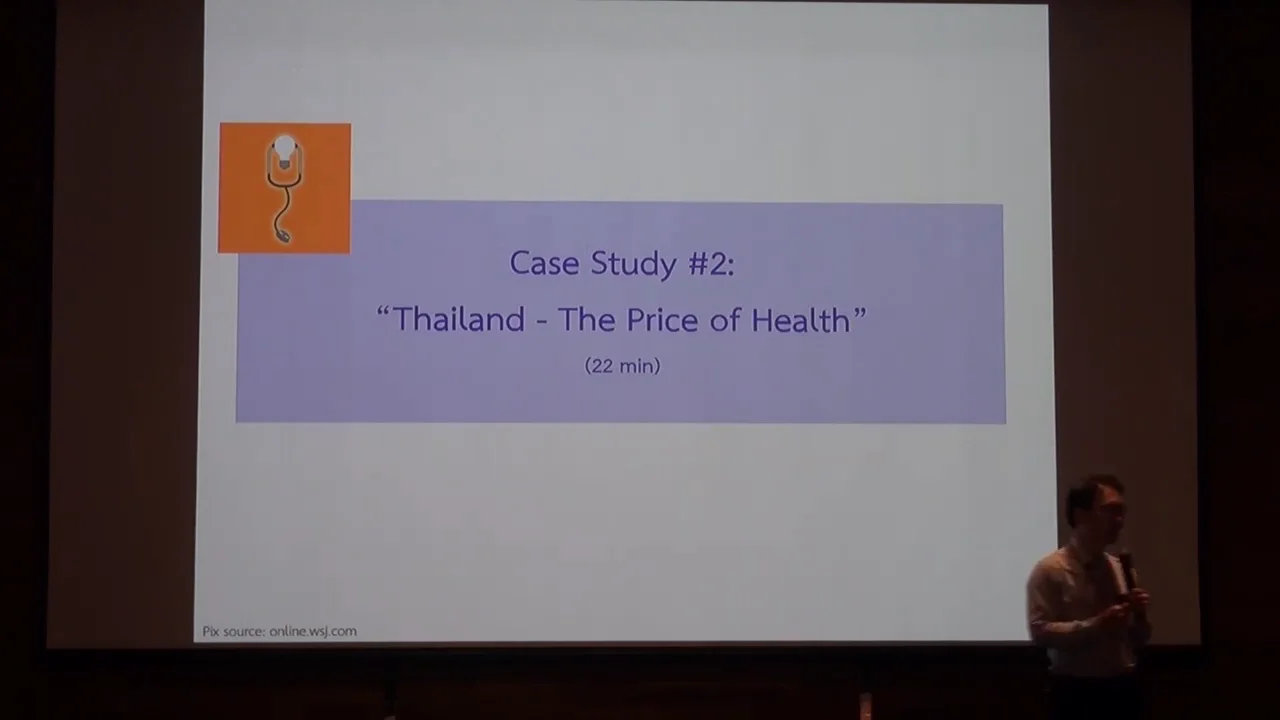 Case Study #2:
“Thailand - The Price of Health”
(22 min)
Pix source: online.wsj.com